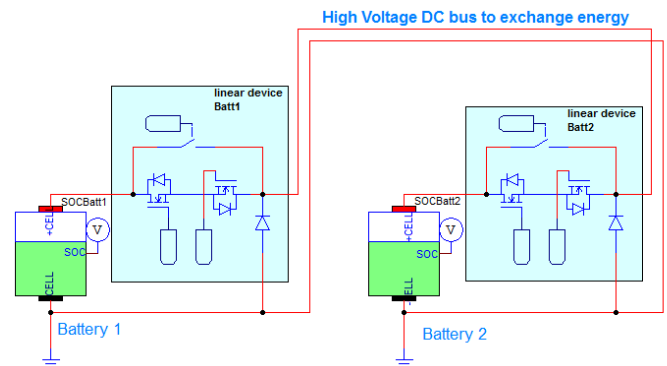 High Voltage DC bus to exchange energy
linear device
Batt1
linear device
Batt2
SOCBatt1
+CELL
V
SOC
CELL
SOCBatt2
+CELL
V
SOC
-CELL
Battery 1
Battery 2